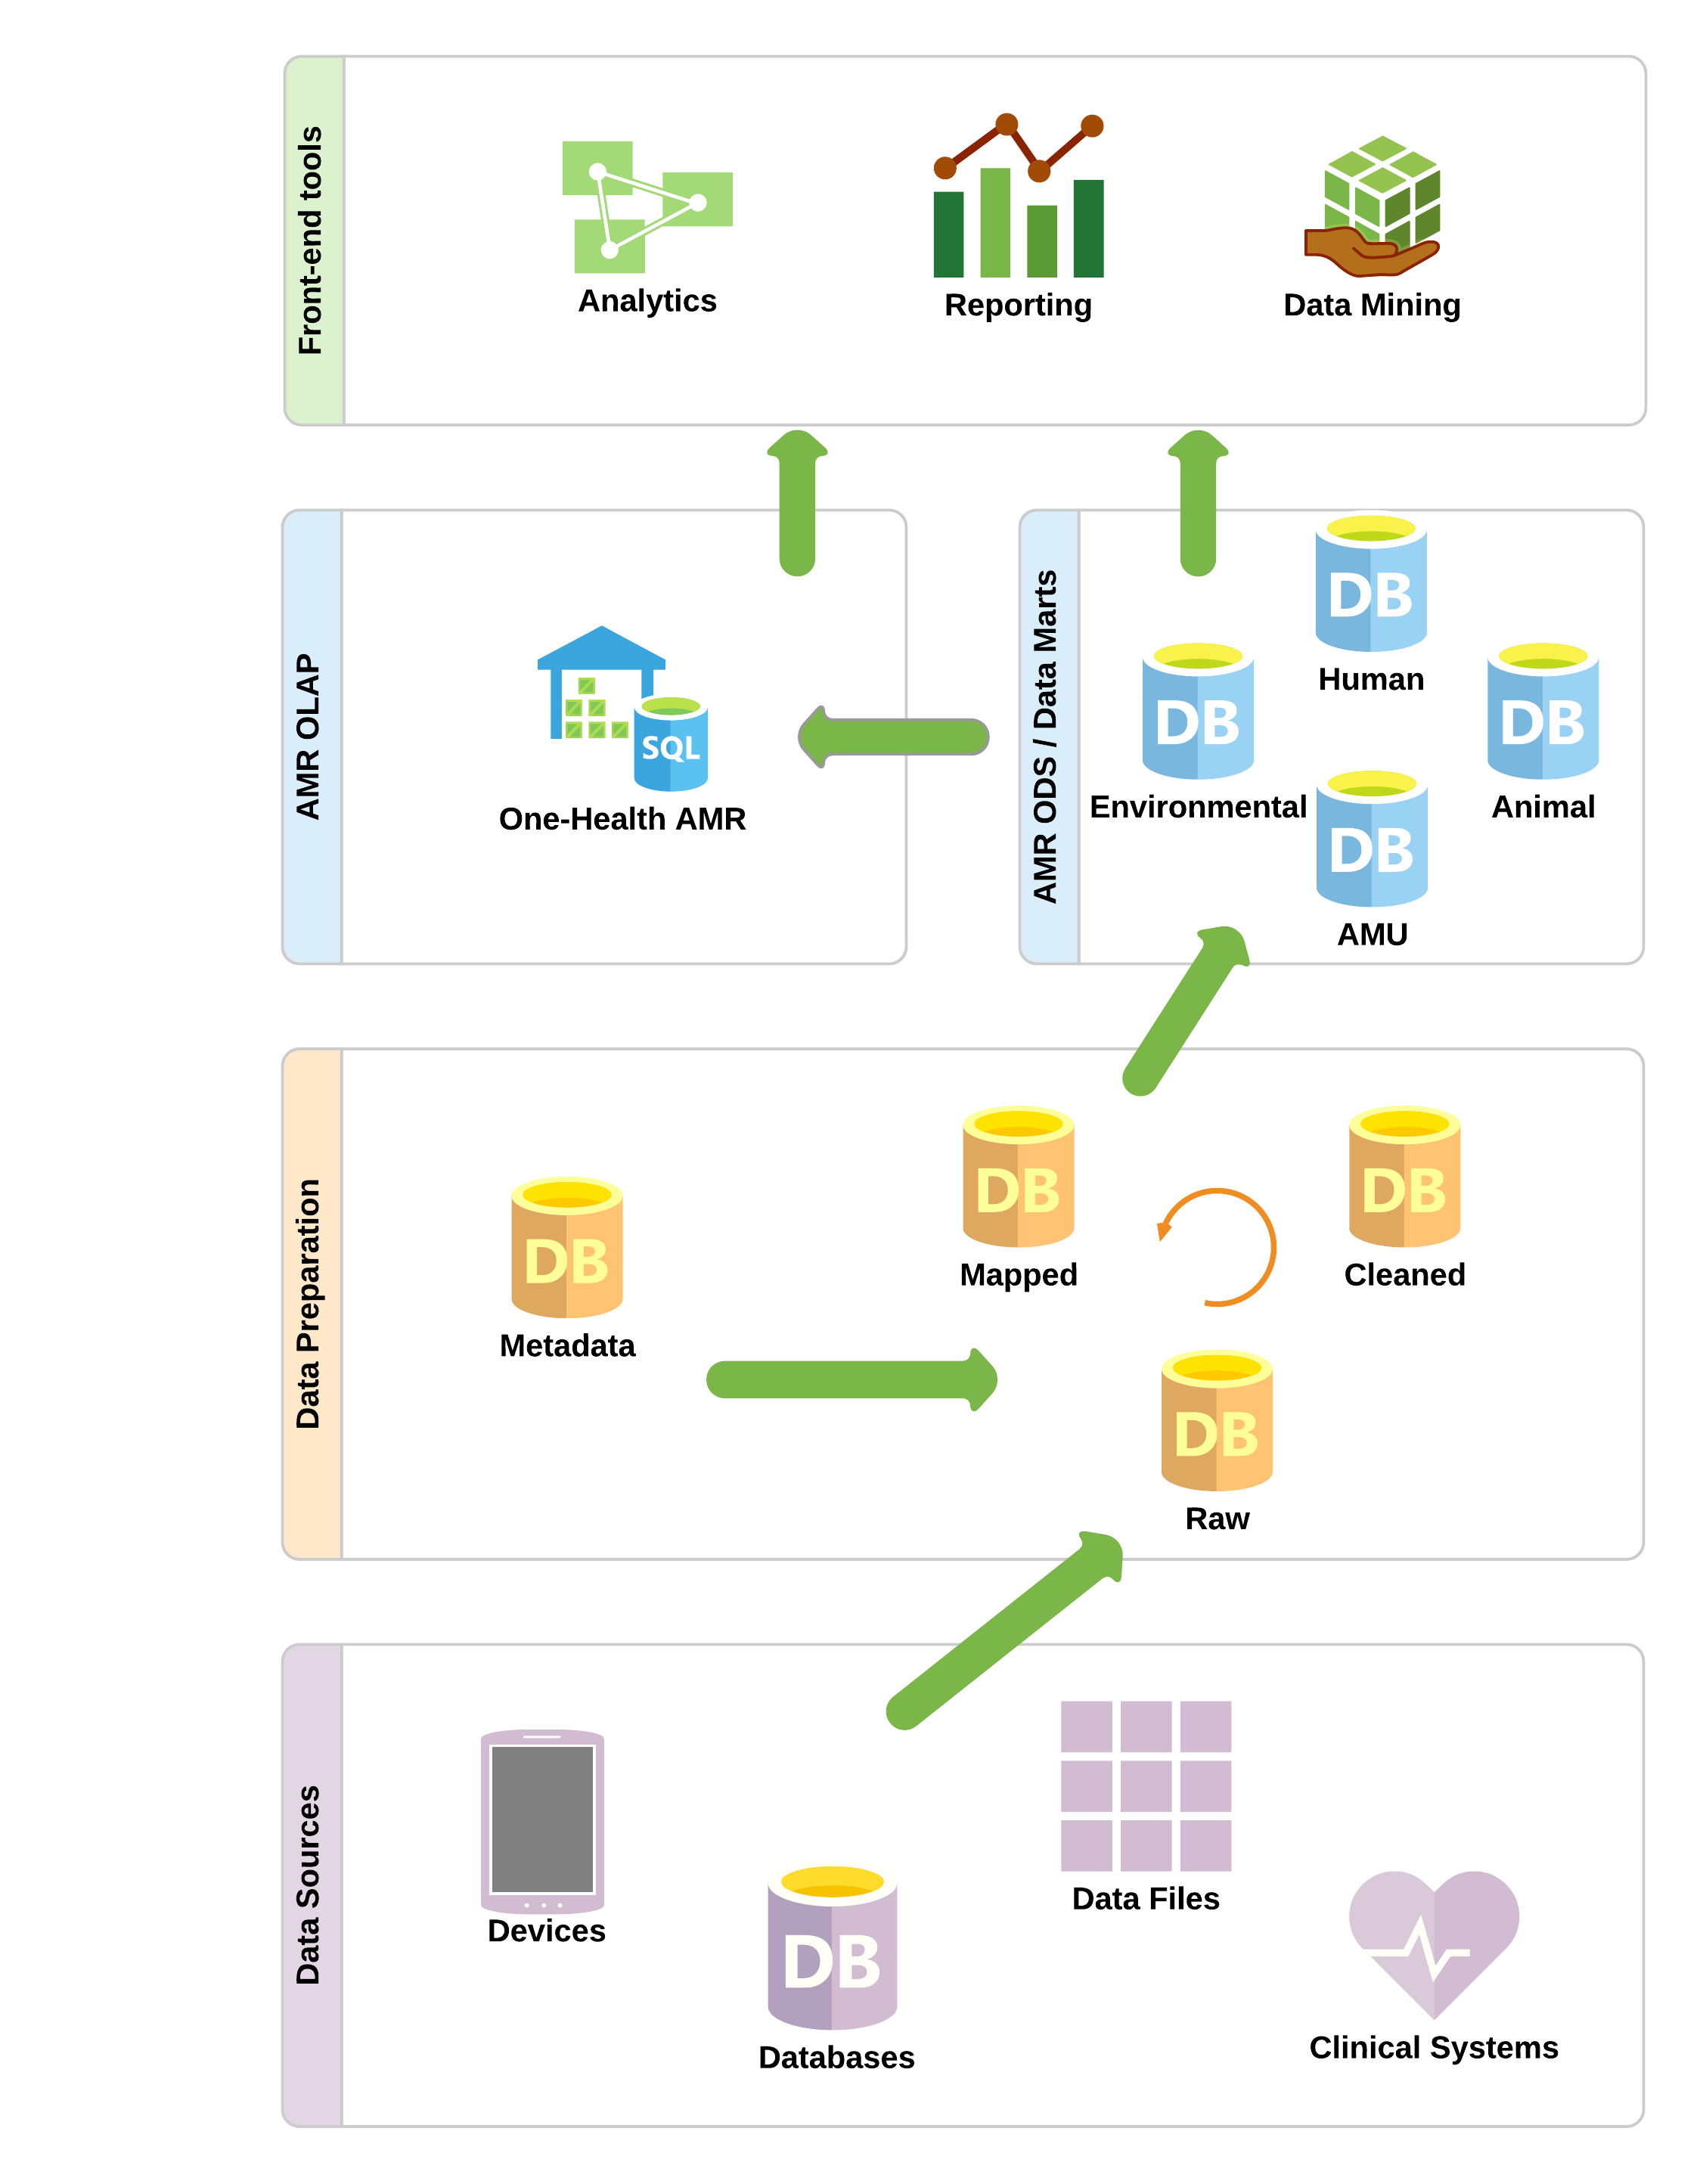 Front-end tools
Analytics
Reporting
Data Mining
AMR OLAP
SQL
One-Health AMR
AMR ODS / Data Marts
DB
Human
DB
Environmental
DB
Animal
DB
AMU
Data Preparation
DB
Metadata
DB
Mapped
DB
Cleaned
DB
Raw
Data Sources
Devices
DB
Databases
Data Files
Clinical Systems